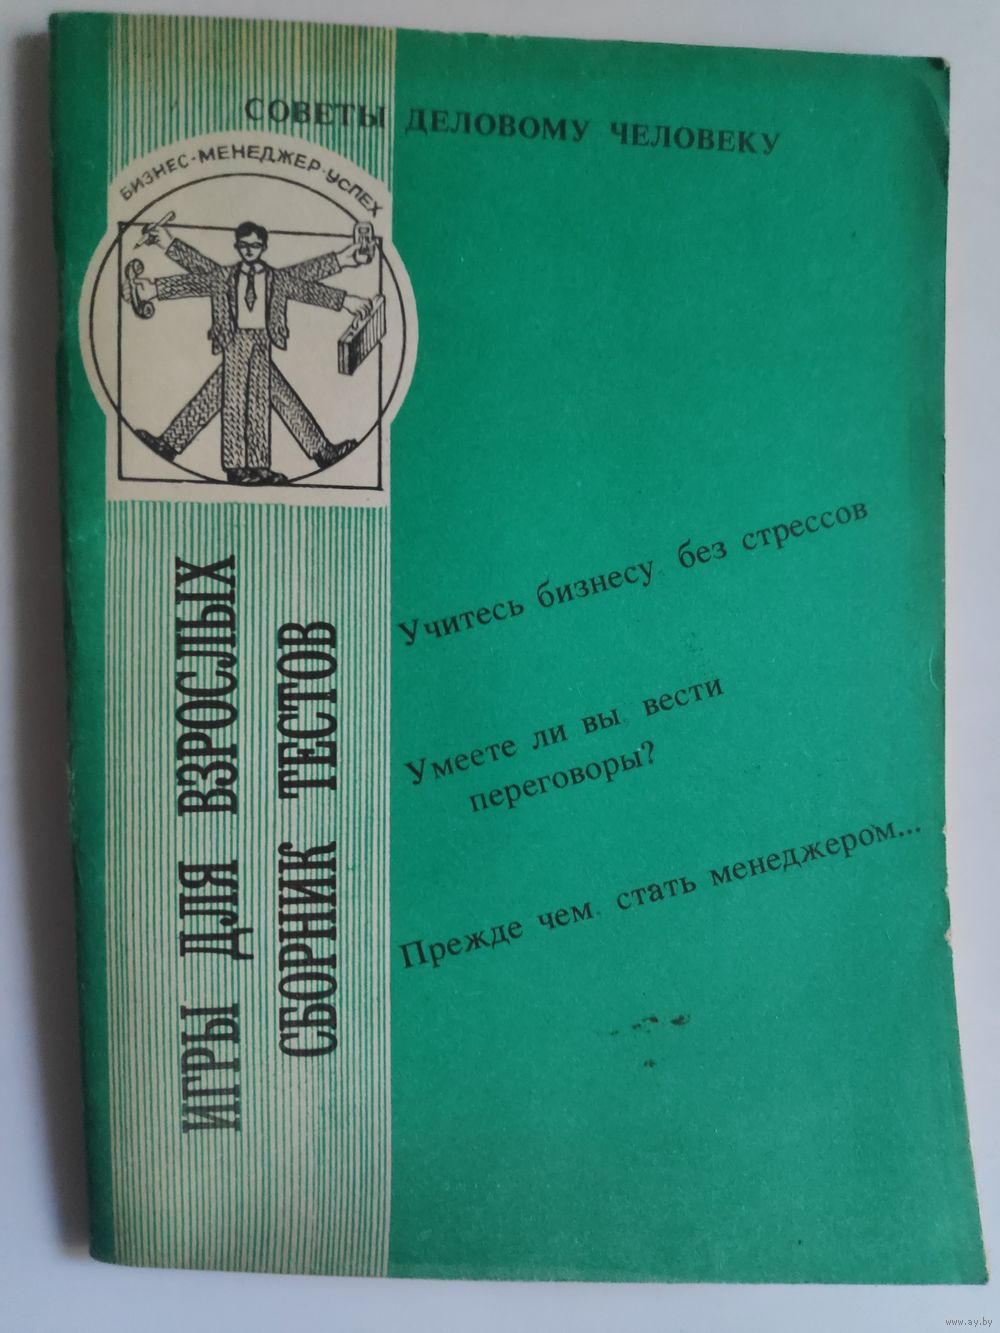 СОВЕТЫ ДЕЛОВОМУ ЧЕЛОВЕКУ
БИЗНЕС-МЕНЕДЖЕР-УСПЕХ
ИГРЫ ДЛЯ ВЗРОСЛЫХ
СБОРНИК ТЕСТОВ
Учитесь бизнесу без стрессов
Умеете ли вы вести
переговоры?
Прежде чем стать менеджером...
www.ay.by